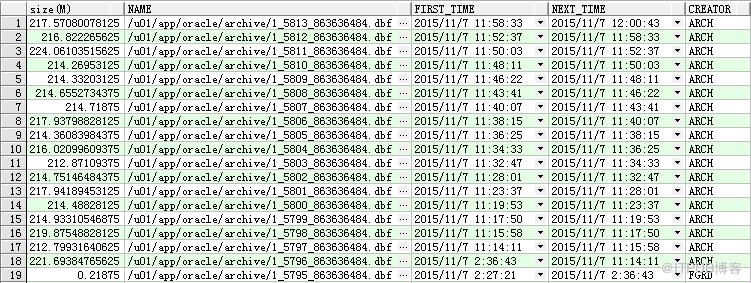 size(M) NAME FIRST_TIME NEXT_TIME CREATOR
1 217.57080078125 /u01/app/oracle/archive/1_5813_863636484.dbf ... 2015/11/7 11:58:33 2015/11/7 12:00:43 ARCH
2 216.822265625 /u01/app/oracle/archive/1_5812_863636484.dbf ... 2015/11/7 11:52:37 2015/11/7 11:58:33 ARCH
3 224.06103515625 /u01/app/oracle/archive/1_5811_863636484.dbf ... 2015/11/7 11:50:03 2015/11/7 11:52:37 ARCH
4 214.26953125 /u01/app/oracle/archive/1_5810_863636484.dbf ... 2015/11/7 11:48:11 2015/11/7 11:50:03 ARCH
5 214.33203125 /u01/app/oracle/archive/1_5809_863636484.dbf ... 2015/11/7 11:46:22 2015/11/7 11:48:11 ARCH
6 214.6552734375 /u01/app/oracle/archive/1_5808_863636484.dbf ... 2015/11/7 11:43:41 2015/11/7 11:46:22 ARCH
7 214.71875 /u01/app/oracle/archive/1_5807_863636484.dbf ... 2015/11/7 11:40:07 2015/11/7 11:43:41 ARCH
8 217.93798828125 /u01/app/oracle/archive/1_5806_863636484.dbf ... 2015/11/7 11:38:15 2015/11/7 11:40:07 ARCH
9 214.36083984375 /u01/app/oracle/archive/1_5805_863636484.dbf ... 2015/11/7 11:36:25 2015/11/7 11:38:15 ARCH
10 216.02099609375 /u01/app/oracle/archive/1_5804_863636484.dbf ... 2015/11/7 11:34:33 2015/11/7 11:36:25 ARCH
11 212.87109375 /u01/app/oracle/archive/1_5803_863636484.dbf ... 2015/11/7 11:32:47 2015/11/7 11:34:33 ARCH
12 214.75146484375 /u01/app/oracle/archive/1_5802_863636484.dbf ... 2015/11/7 11:28:01 2015/11/7 11:32:47 ARCH
13 217.94189453125 /u01/app/oracle/archive/1_5801_863636484.dbf ... 2015/11/7 11:23:37 2015/11/7 11:28:01 ARCH
14 214.48828125 /u01/app/oracle/archive/1_5800_863636484.dbf ... 2015/11/7 11:19:53 2015/11/7 11:23:37 ARCH
15 214.93310546875 /u01/app/oracle/archive/1_5799_863636484.dbf ... 2015/11/7 11:17:50 2015/11/7 11:19:53 ARCH
16 219.87548828125 /u01/app/oracle/archive/1_5798_863636484.dbf ... 2015/11/7 11:15:58 2015/11/7 11:17:50 ARCH
17 212.79931640625 /u01/app/oracle/archive/1_5797_863636484.dbf ... 2015/11/7 11:14:11 2015/11/7 11:15:58 ARCH
18 221.69384765625 /u01/app/oracle/archive/1_5796_863636484.dbf ... 2015/11/7 2:36:43 2015/11/7 11:14:11 ARCH
19 0.21875 /u01/app/oracle/archive/1_5795_863636484.dbf ... 2015/11/7 2:27:21 2015/11/7 2:36:43 FGRD
@ITPUB博客